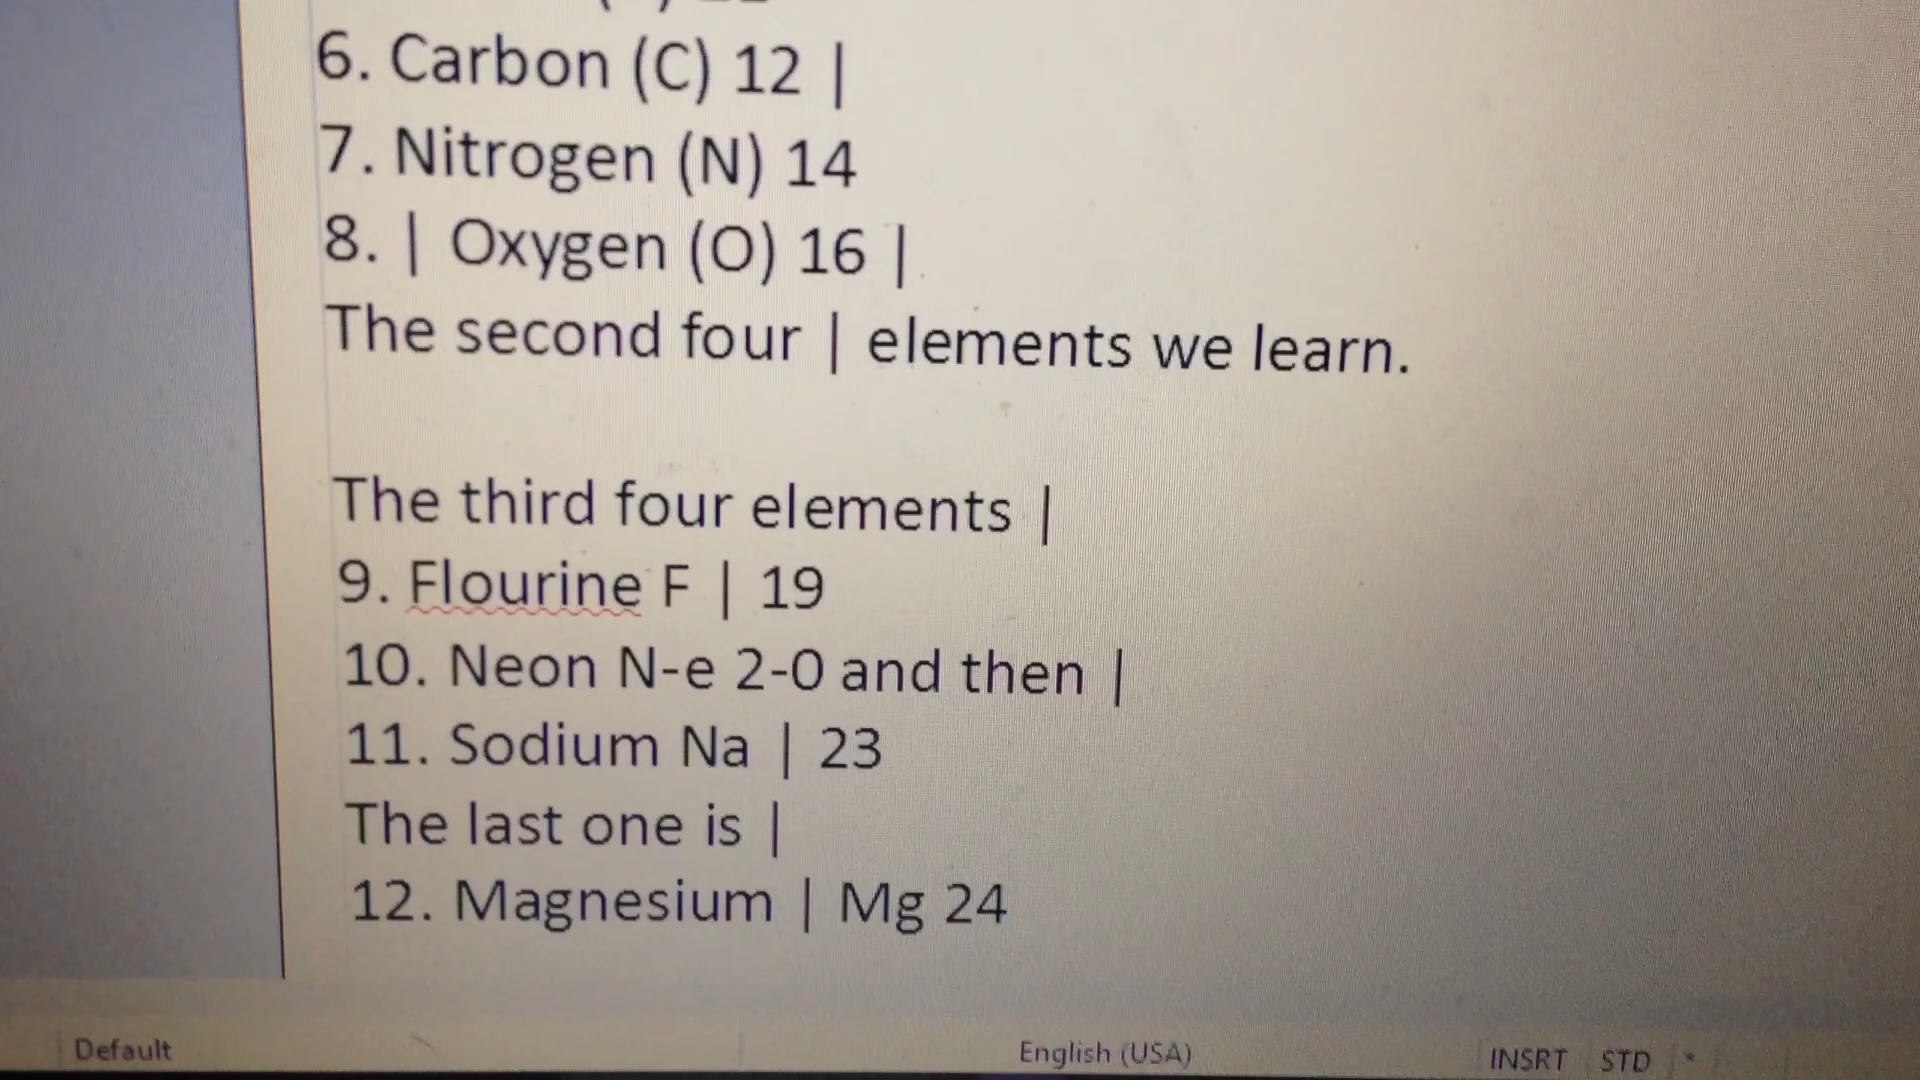 6. Carbon (C) 12 |
7. Nitrogen (N) 14
8. | Oxygen (O) 16 |
The second four | elements we learn.
The third four elements |
9. Flourine F | 19
10. Neon N-e 2-0 and then |
11. Sodium Na | 23
The last one is |
12. Magnesium | Mg 24
Default English (USA) INSRT STD *